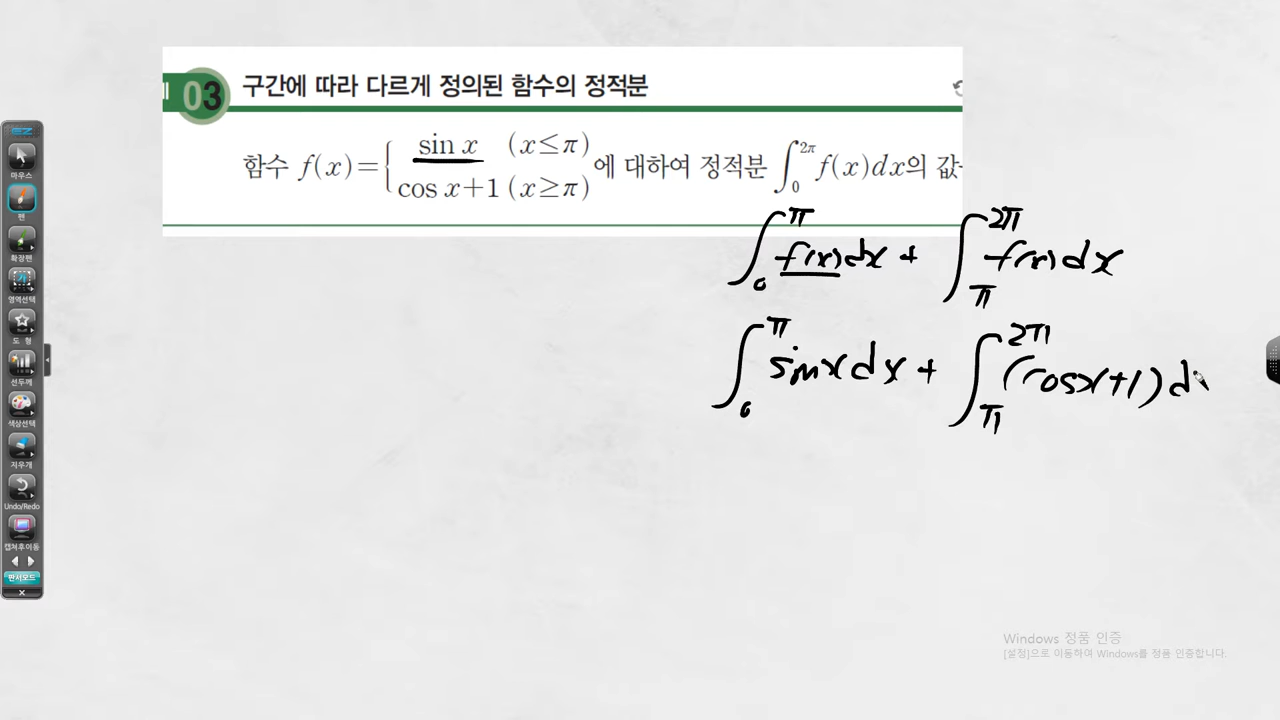 03 구간에 따라 다르게 정의된 함수의 정적분
함수 f(x)={ sin x (x≤π)
cos x+1 (x≥π) 에 대하여 정적분 ∫₀^{2π} f(x)dx의 값
∫₀^π f(x)dx + ∫_π^{2π} f(x)dx
∫₀^π sinxdx + ∫_π^{2π} (cosx+1)d
EZ
마우스
펜
확장펜
영역선택
도 형
선두께
색상선택
지우개
Undo/Redo
캡쳐후이동
판서모드
Windows 정품 인증
[설정]으로 이동하여 Windows를 정품 인증합니다.